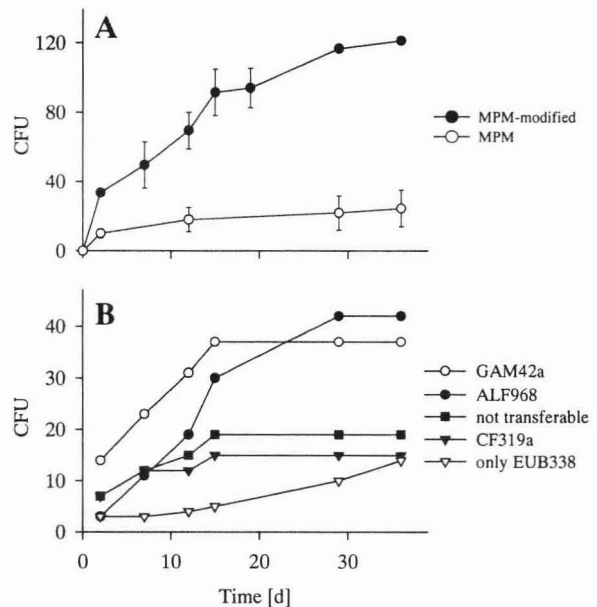 A
120
80
40
0
CFU
MPM-modified
MPM
B
40
30
20
10
0
CFU
GAM42a
ALF968
not transferable
CF319a
only EUB338
0 10 20 30
Time [d]